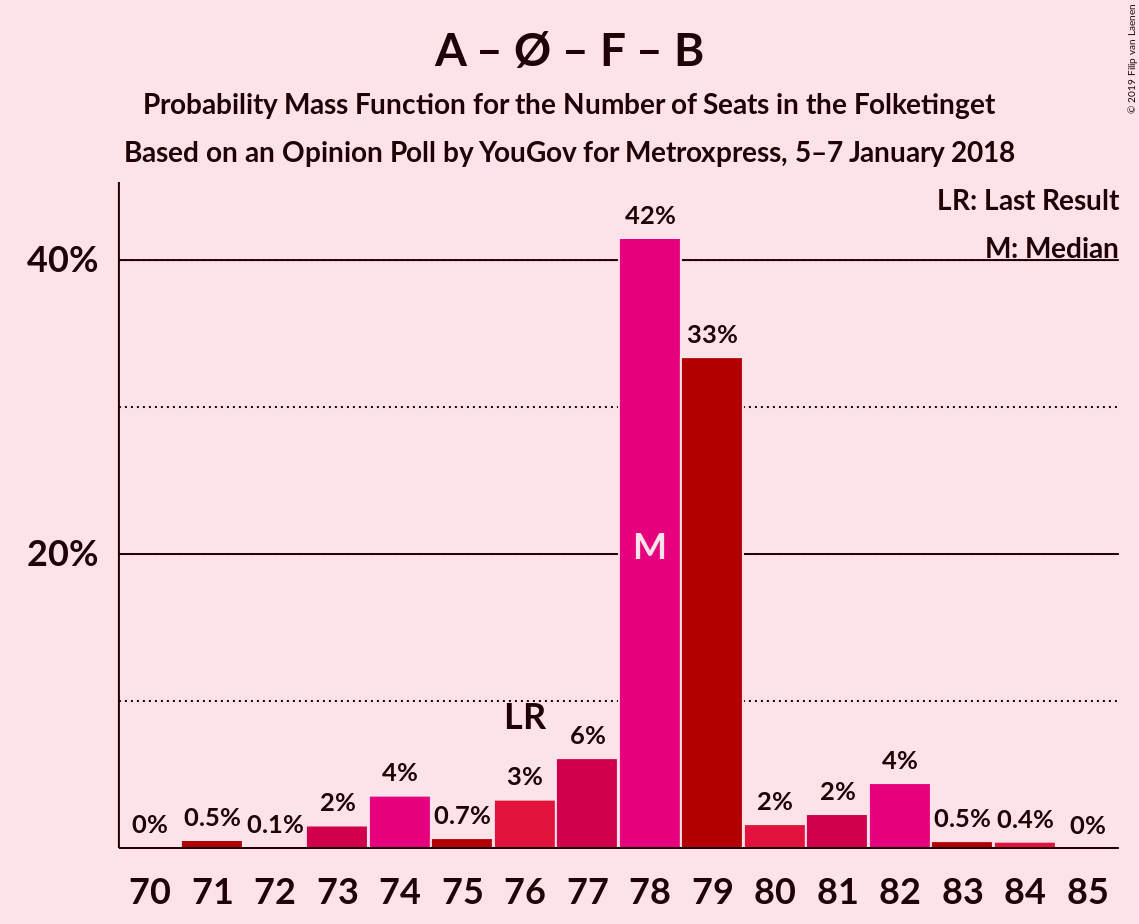 A – Ø – F – B
Probability Mass Function for the Number of Seats in the Folketinget
Based on an Opinion Poll by YouGov for Metroxpress, 5–7 January 2018
© 2019 Filip van Laenen
LR: Last Result
M: Median
40%
20%
0%
0.5%
0.1%
2%
4%
0.7%
3%
LR
6%
42%
M
33%
2%
2%
4%
0.5%
0.4%
0%
70 71 72 73 74 75 76 77 78 79 80 81 82 83 84 85